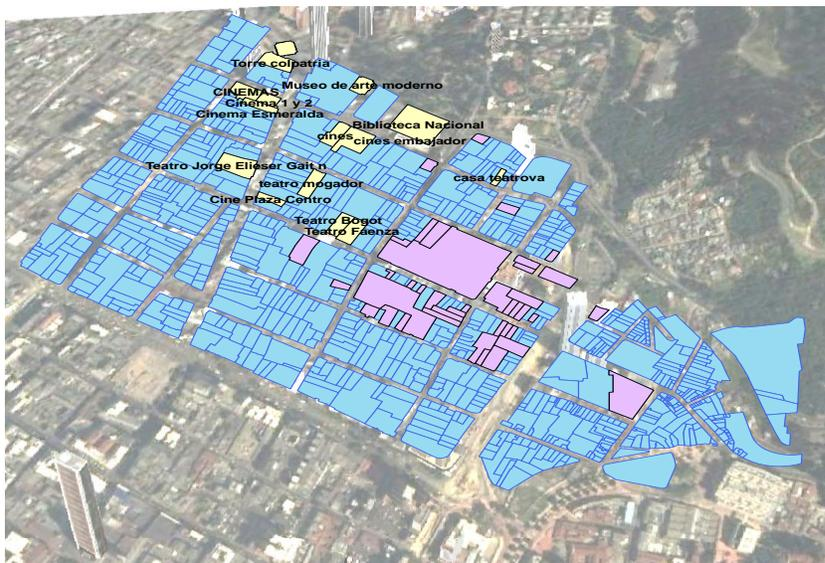 Torre colpatria
Museo de arte moderno
CINEMAS
Cinema 1 y 2
Cinema Esmeralda
Biblioteca Nacional
cines
cines embajador
Teatro Jorge Elieser Gait n
casa teatrova
teatro mogador
Cine Plaza Centro
Teatro Bogot
Teatro Faenza